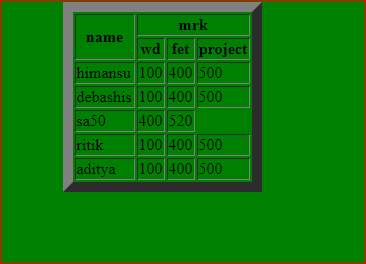 name mrk
wd fet project
himansu 100 400 500
debashis 100 400 500
sa50 400 520
ritik 100 400 500
aditya 100 400 500